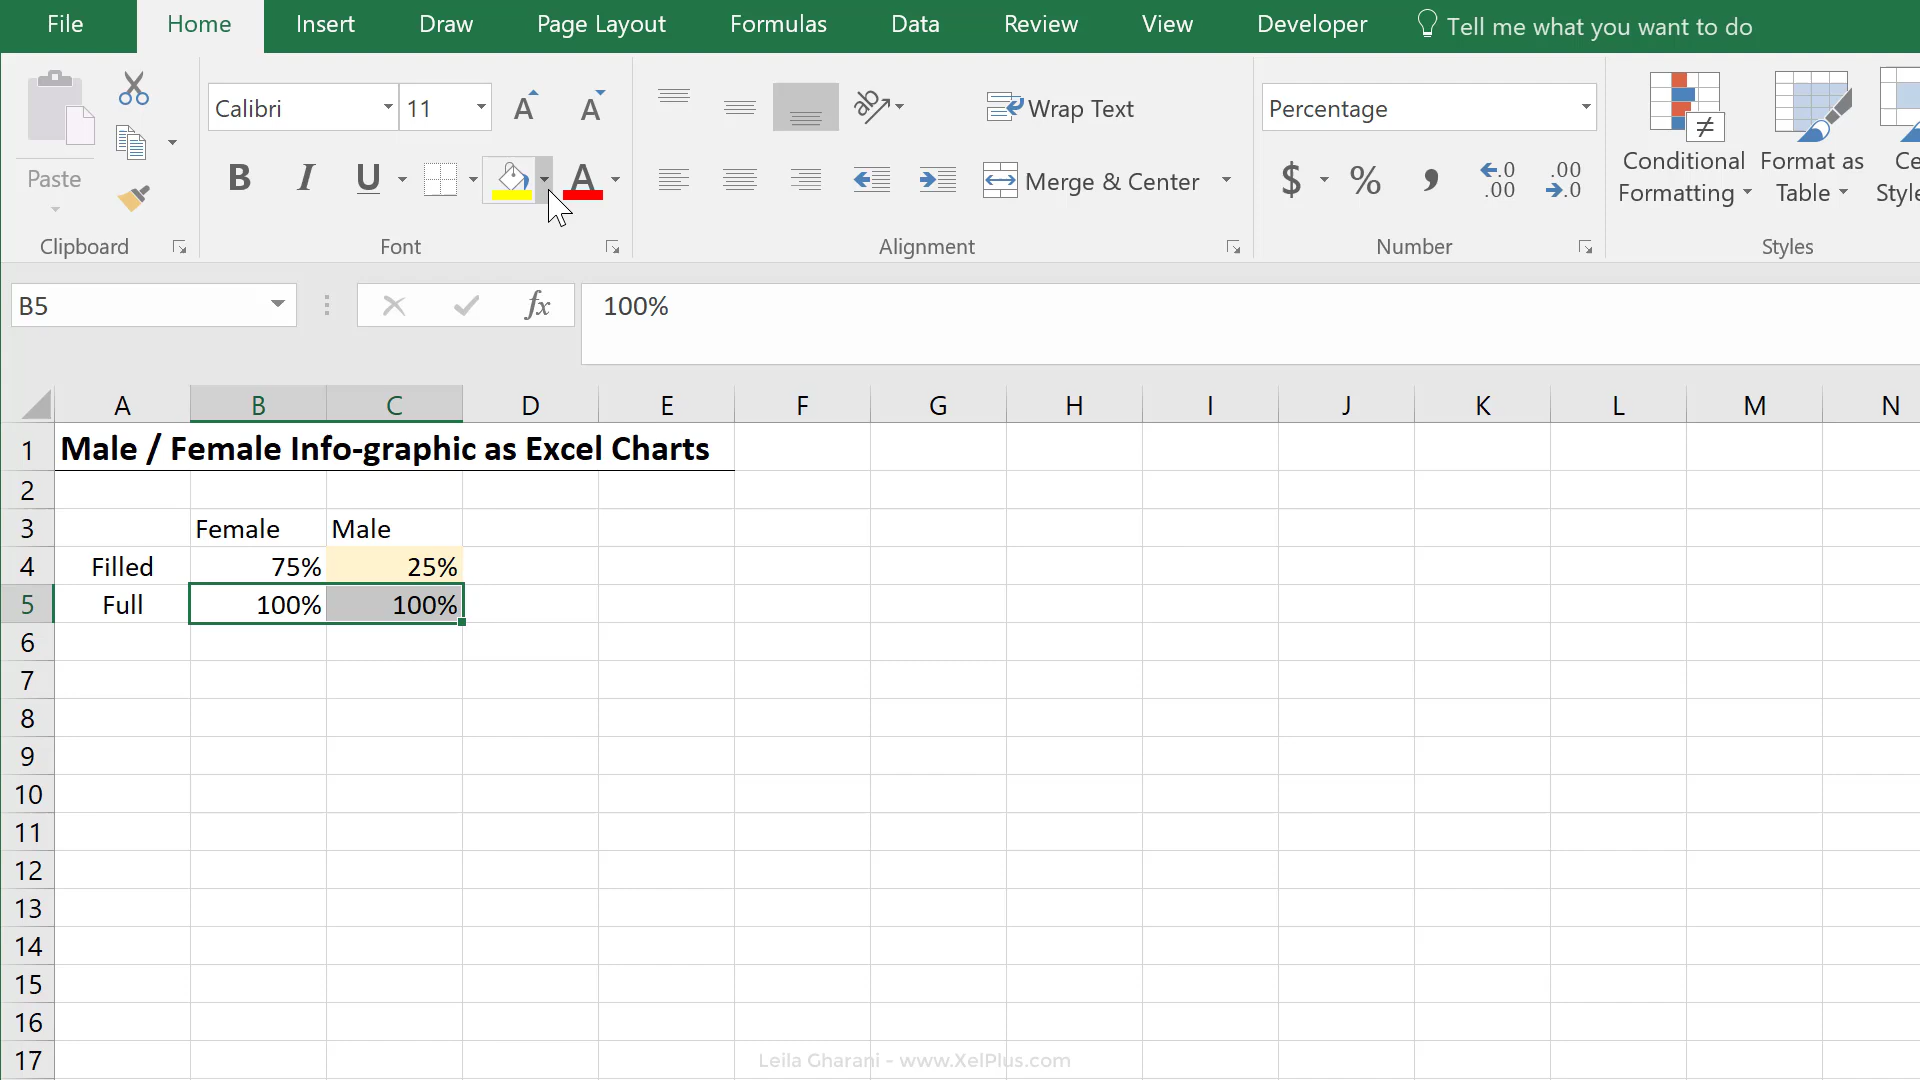 File Home Insert Draw Page Layout Formulas Data Review View Developer Tell me what you want to do
Calibri 11 Wrap Text Percentage
Paste B I U A Merge & Center $ % , .00 .0 Conditional Formatting Format as Table
Clipboard Font Alignment Number Styles
B5 fx 100%
A B C D E F G H I J K L M N
1 Male / Female Info-graphic as Excel Charts
2
3 Female Male
4 Filled 75% 25%
5 Full 100% 100%
6
7
8
9
10
11
12
13
14
15
16
17
Leila Gharani - www.XelPlus.com